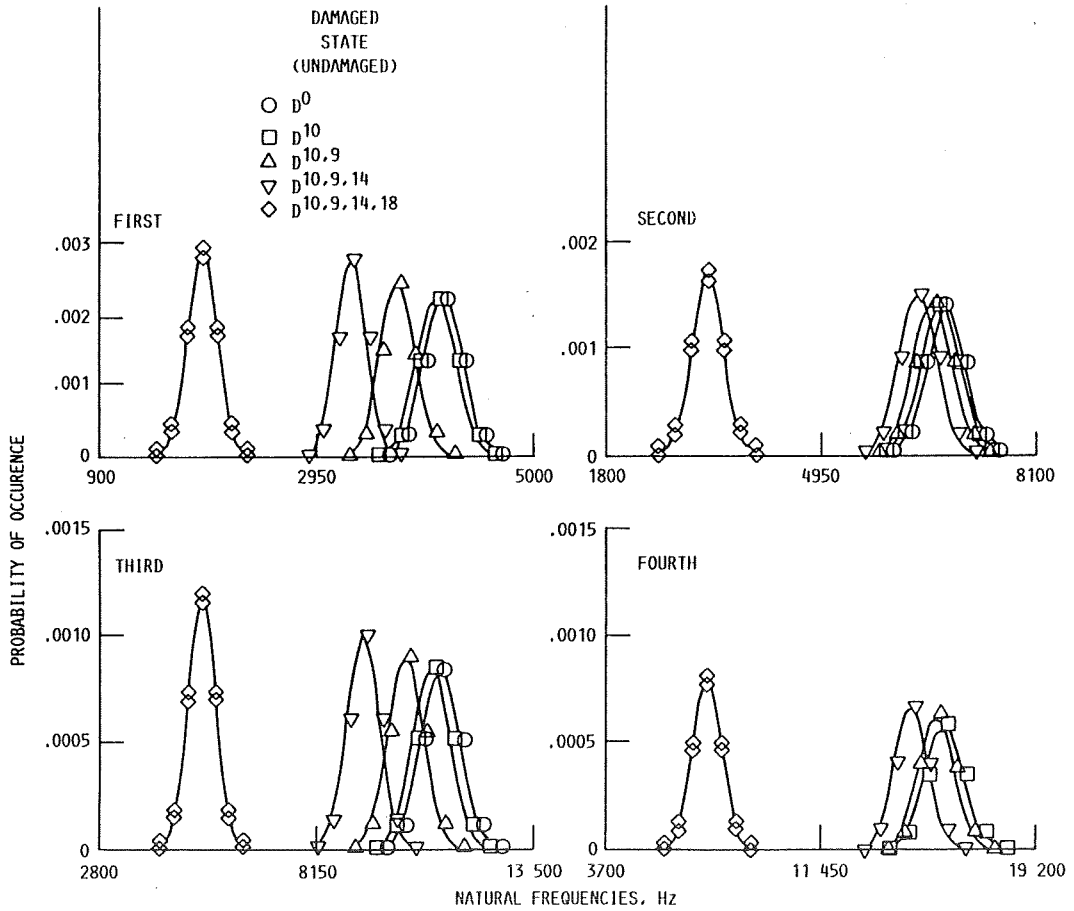 DAMAGED
STATE
(UNDAMAGED)
D0
D10
D10,9
D10,9,14
D10,9,14,18
FIRST
.003
.002
.001
0
900
2950
5000
SECOND
.002
.001
0
1800
4950
8100
THIRD
.0015
.0010
.0005
0
2800
8150
13 500
FOURTH
.0015
.0010
.0005
0
3700
11 450
19 200
PROBABILITY OF OCCURENCE
NATURAL FREQUENCIES, Hz